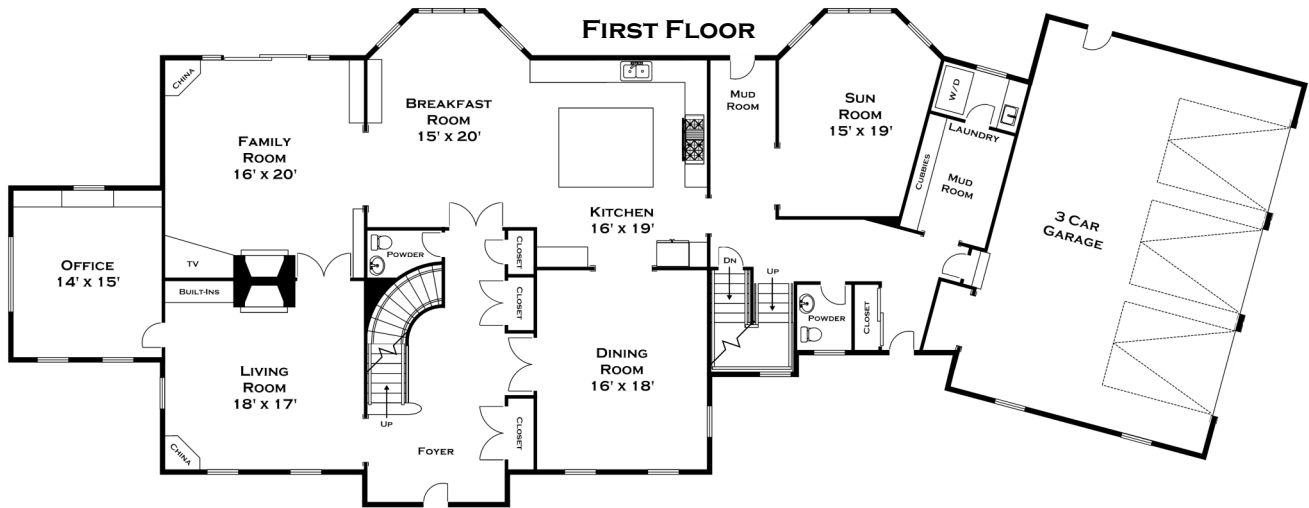 FIRST FLOOR
CHINA
FAMILY
ROOM
16' X 20'
BREAKFAST
ROOM
15' X 20'
MUD
ROOM
SUN
ROOM
15' X 19'
W/D
LAUNDRY
CUBBIES
MUD
ROOM
3 CAR
GARAGE
KITCHEN
16' X 19'
OFFICE
14' X 15'
TV
BUILT-INS
POWDER
CLOSET
CLOSET
DN
UP
POWDER
CLOSET
LIVING
ROOM
18' X 17'
UP
DINING
ROOM
16' X 18'
CHINA
FOYER
CLOSET